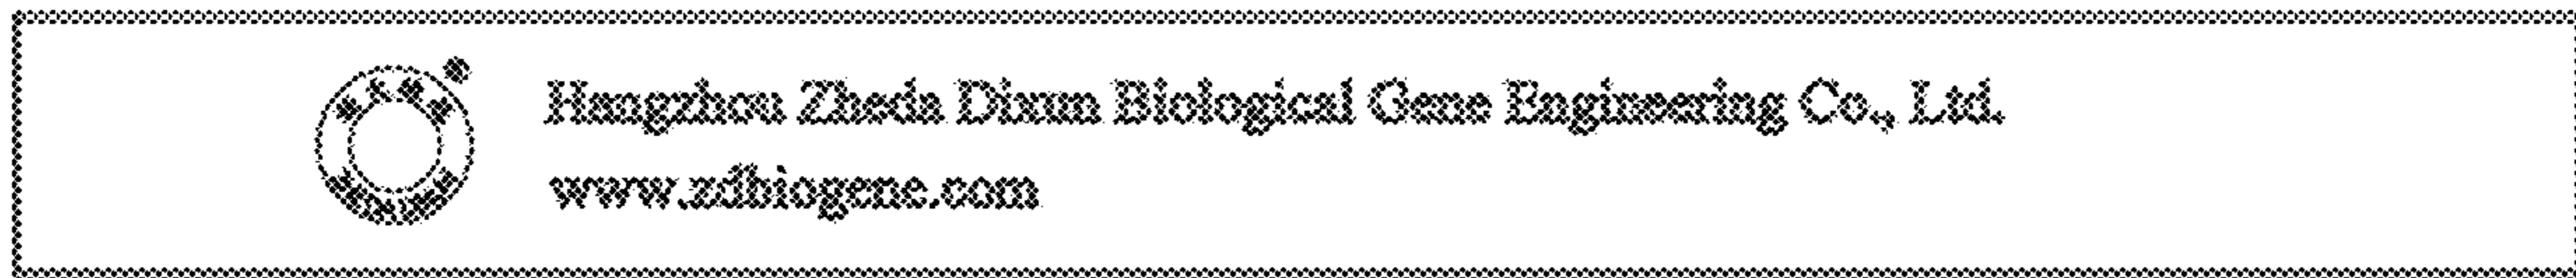 Hangzhou Zheda Dixun Biological Gene Engineering Co., Ltd.
www.zdbiogene.com